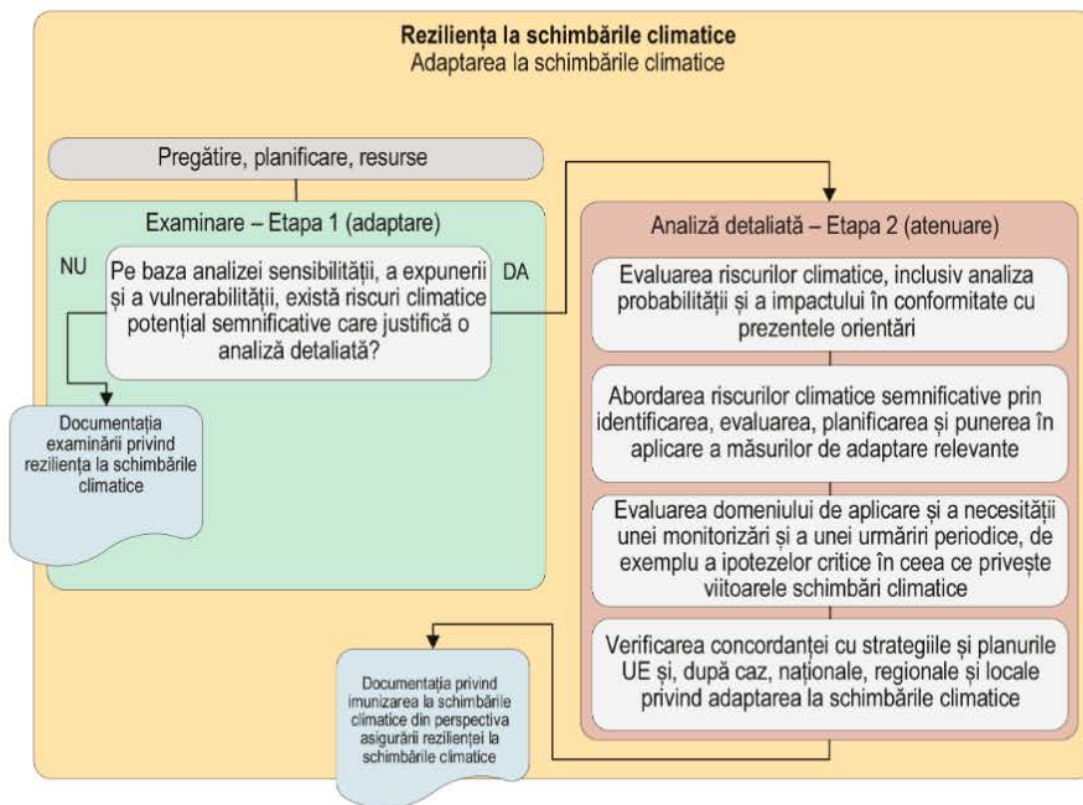 Reziliența la schimbările climatice
Adaptarea la schimbările climatice
Pregătire, planificare, resurse
Examinare – Etapa 1 (adaptare)
NU
Pe baza analizei sensibilității, a expunerii
și a vulnerabilității, există riscuri climatice
potențial semnificative care justifică o
analiză detaliată?
DA
Documentația
examinării privind
reziliența la schimbările
climatice
Analiză detaliată – Etapa 2 (atenuare)
Evaluarea riscurilor climatice, inclusiv analiza
probabilității și a impactului în conformitate cu
prezentele orientări
Abordarea riscurilor climatice semnificative prin
identificarea, evaluarea, planificarea și punerea în
aplicare a măsurilor de adaptare relevante
Evaluarea domeniului de aplicare și a necesității
unei monitorizări și a unei urmăriri periodice, de
exemplu a ipotezelor critice în ceea ce privește
viitoarele schimbări climatice
Verificarea concordanței cu strategiile și planurile
UE și, după caz, naționale, regionale și locale
privind adaptarea la schimbările climatice
Documentația privind
imunizarea la schimbările
climatice din perspectiva
asigurării rezilienței la
schimbările climatice